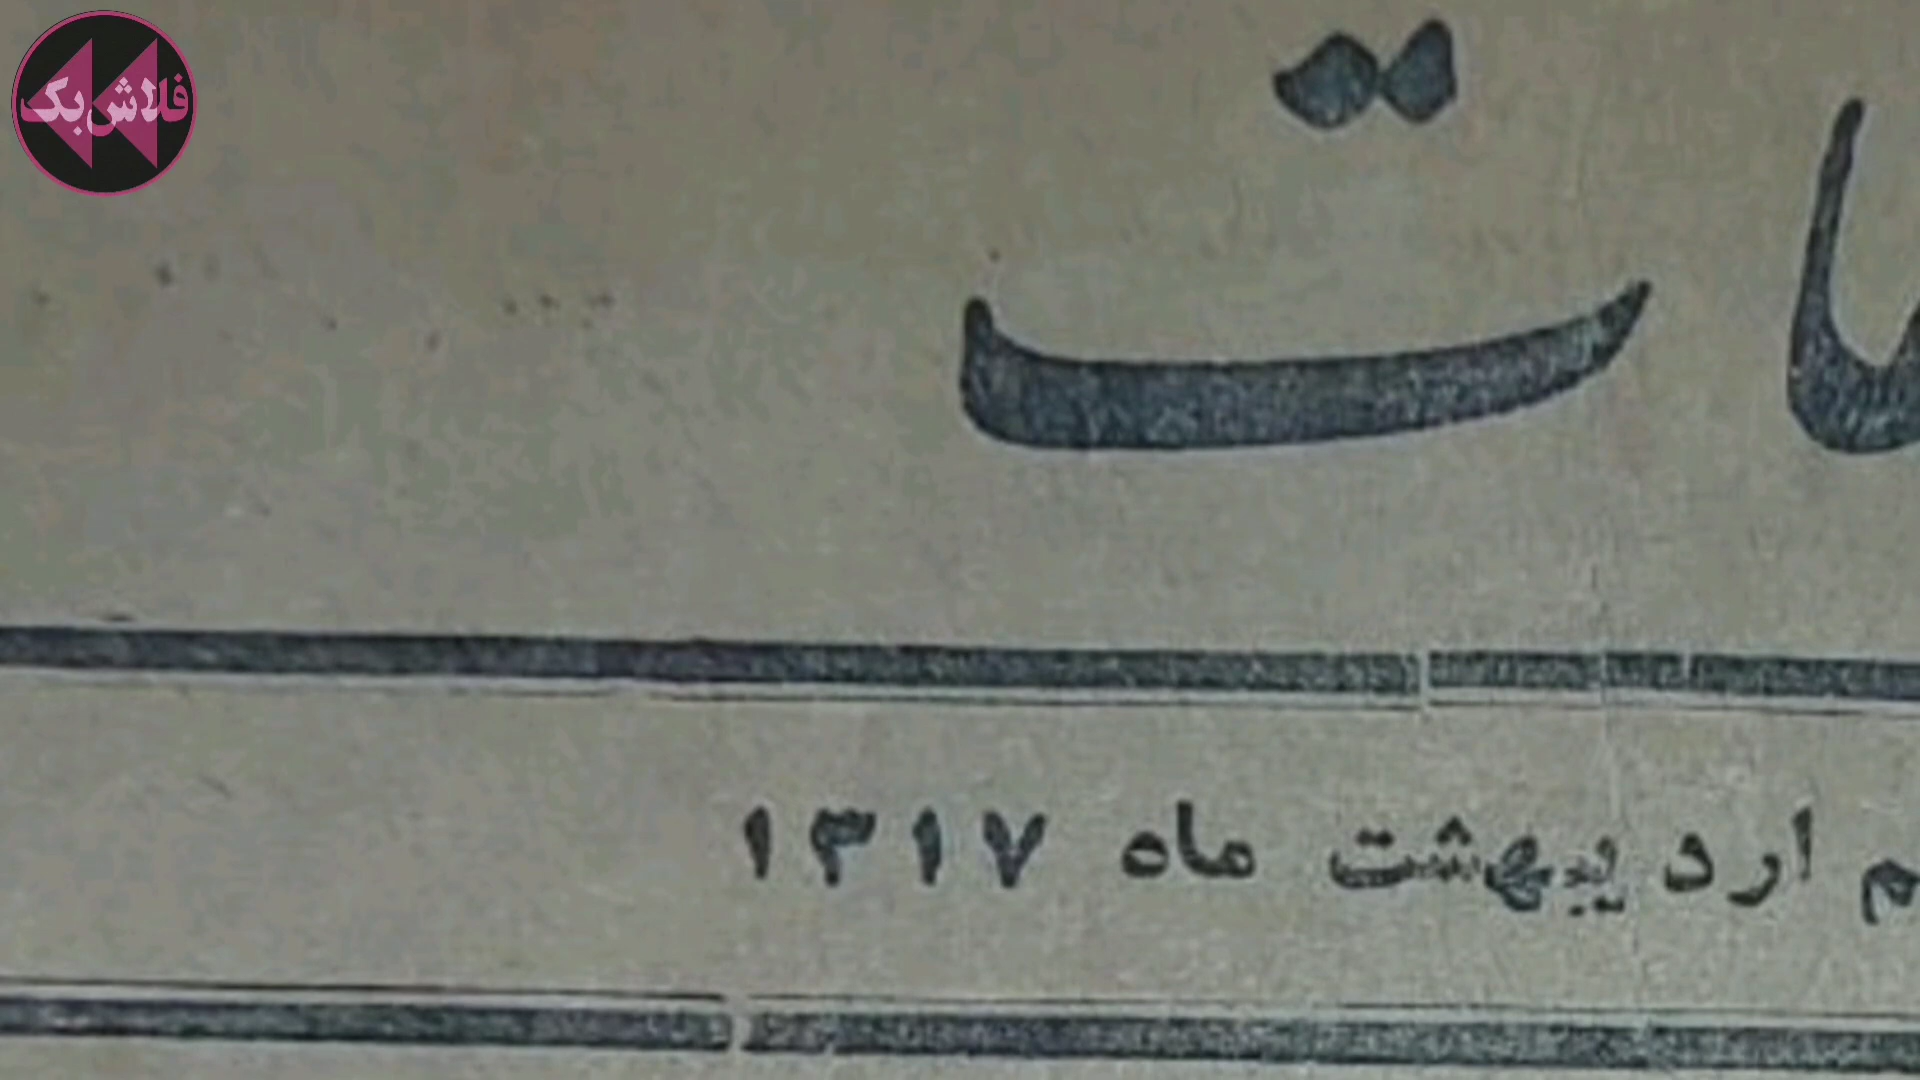 فلاش بک
ات
م اردیبهشت ماه ۱۳۱۷